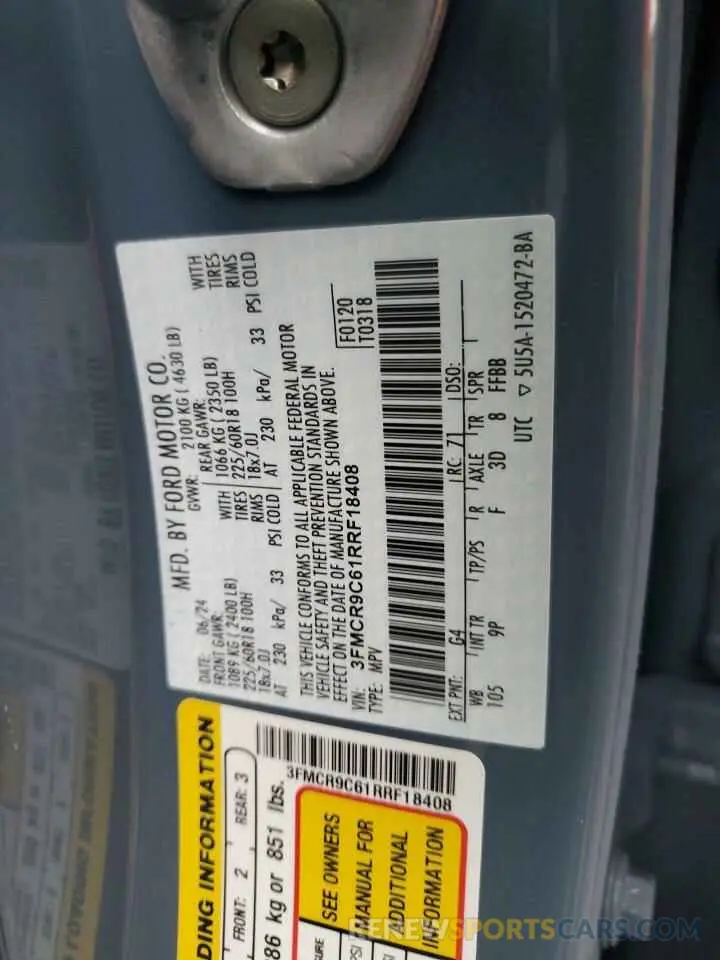 MFD. BY FORD MOTOR CO.
DATE: 06/24 GVWR: 2100 KG ( 4630 LB)
FRONT GAWR: REAR GAWR:
1089 KG ( 2400 LB) WITH 1066 KG ( 2350 LB) WITH
225/60R18 100H TIRES 225/60R18 100H TIRES
18x7.0J RIMS 18x7.0J RIMS
AT 230 kPa/ 33 PSI COLD AT 230 kPa/ 33 PSI COLD
THIS VEHICLE CONFORMS TO ALL APPLICABLE FEDERAL MOTOR
VEHICLE SAFETY AND THEFT PREVENTION STANDARDS IN
EFFECT ON THE DATE OF MANUFACTURE SHOWN ABOVE.
VIN: 3FMCR9C61RRF18408 F0120
TYPE: MPV T0318
EXT PNT: G4 RC: 71 DSO:
WB INT TR TP/PS R AXLE TR SPR
105 9P F 3D 8 FFBB
UTC ▽ 5U5A-1520472-BA
DING INFORMATION
FRONT: 2 REAR: 3
86 kg or 851 lbs.
3FMCR9C61RRF18408
SEE OWNERS
MANUAL FOR
ADDITIONAL
INFORMATION
BEREWSPORTSCARS.COM